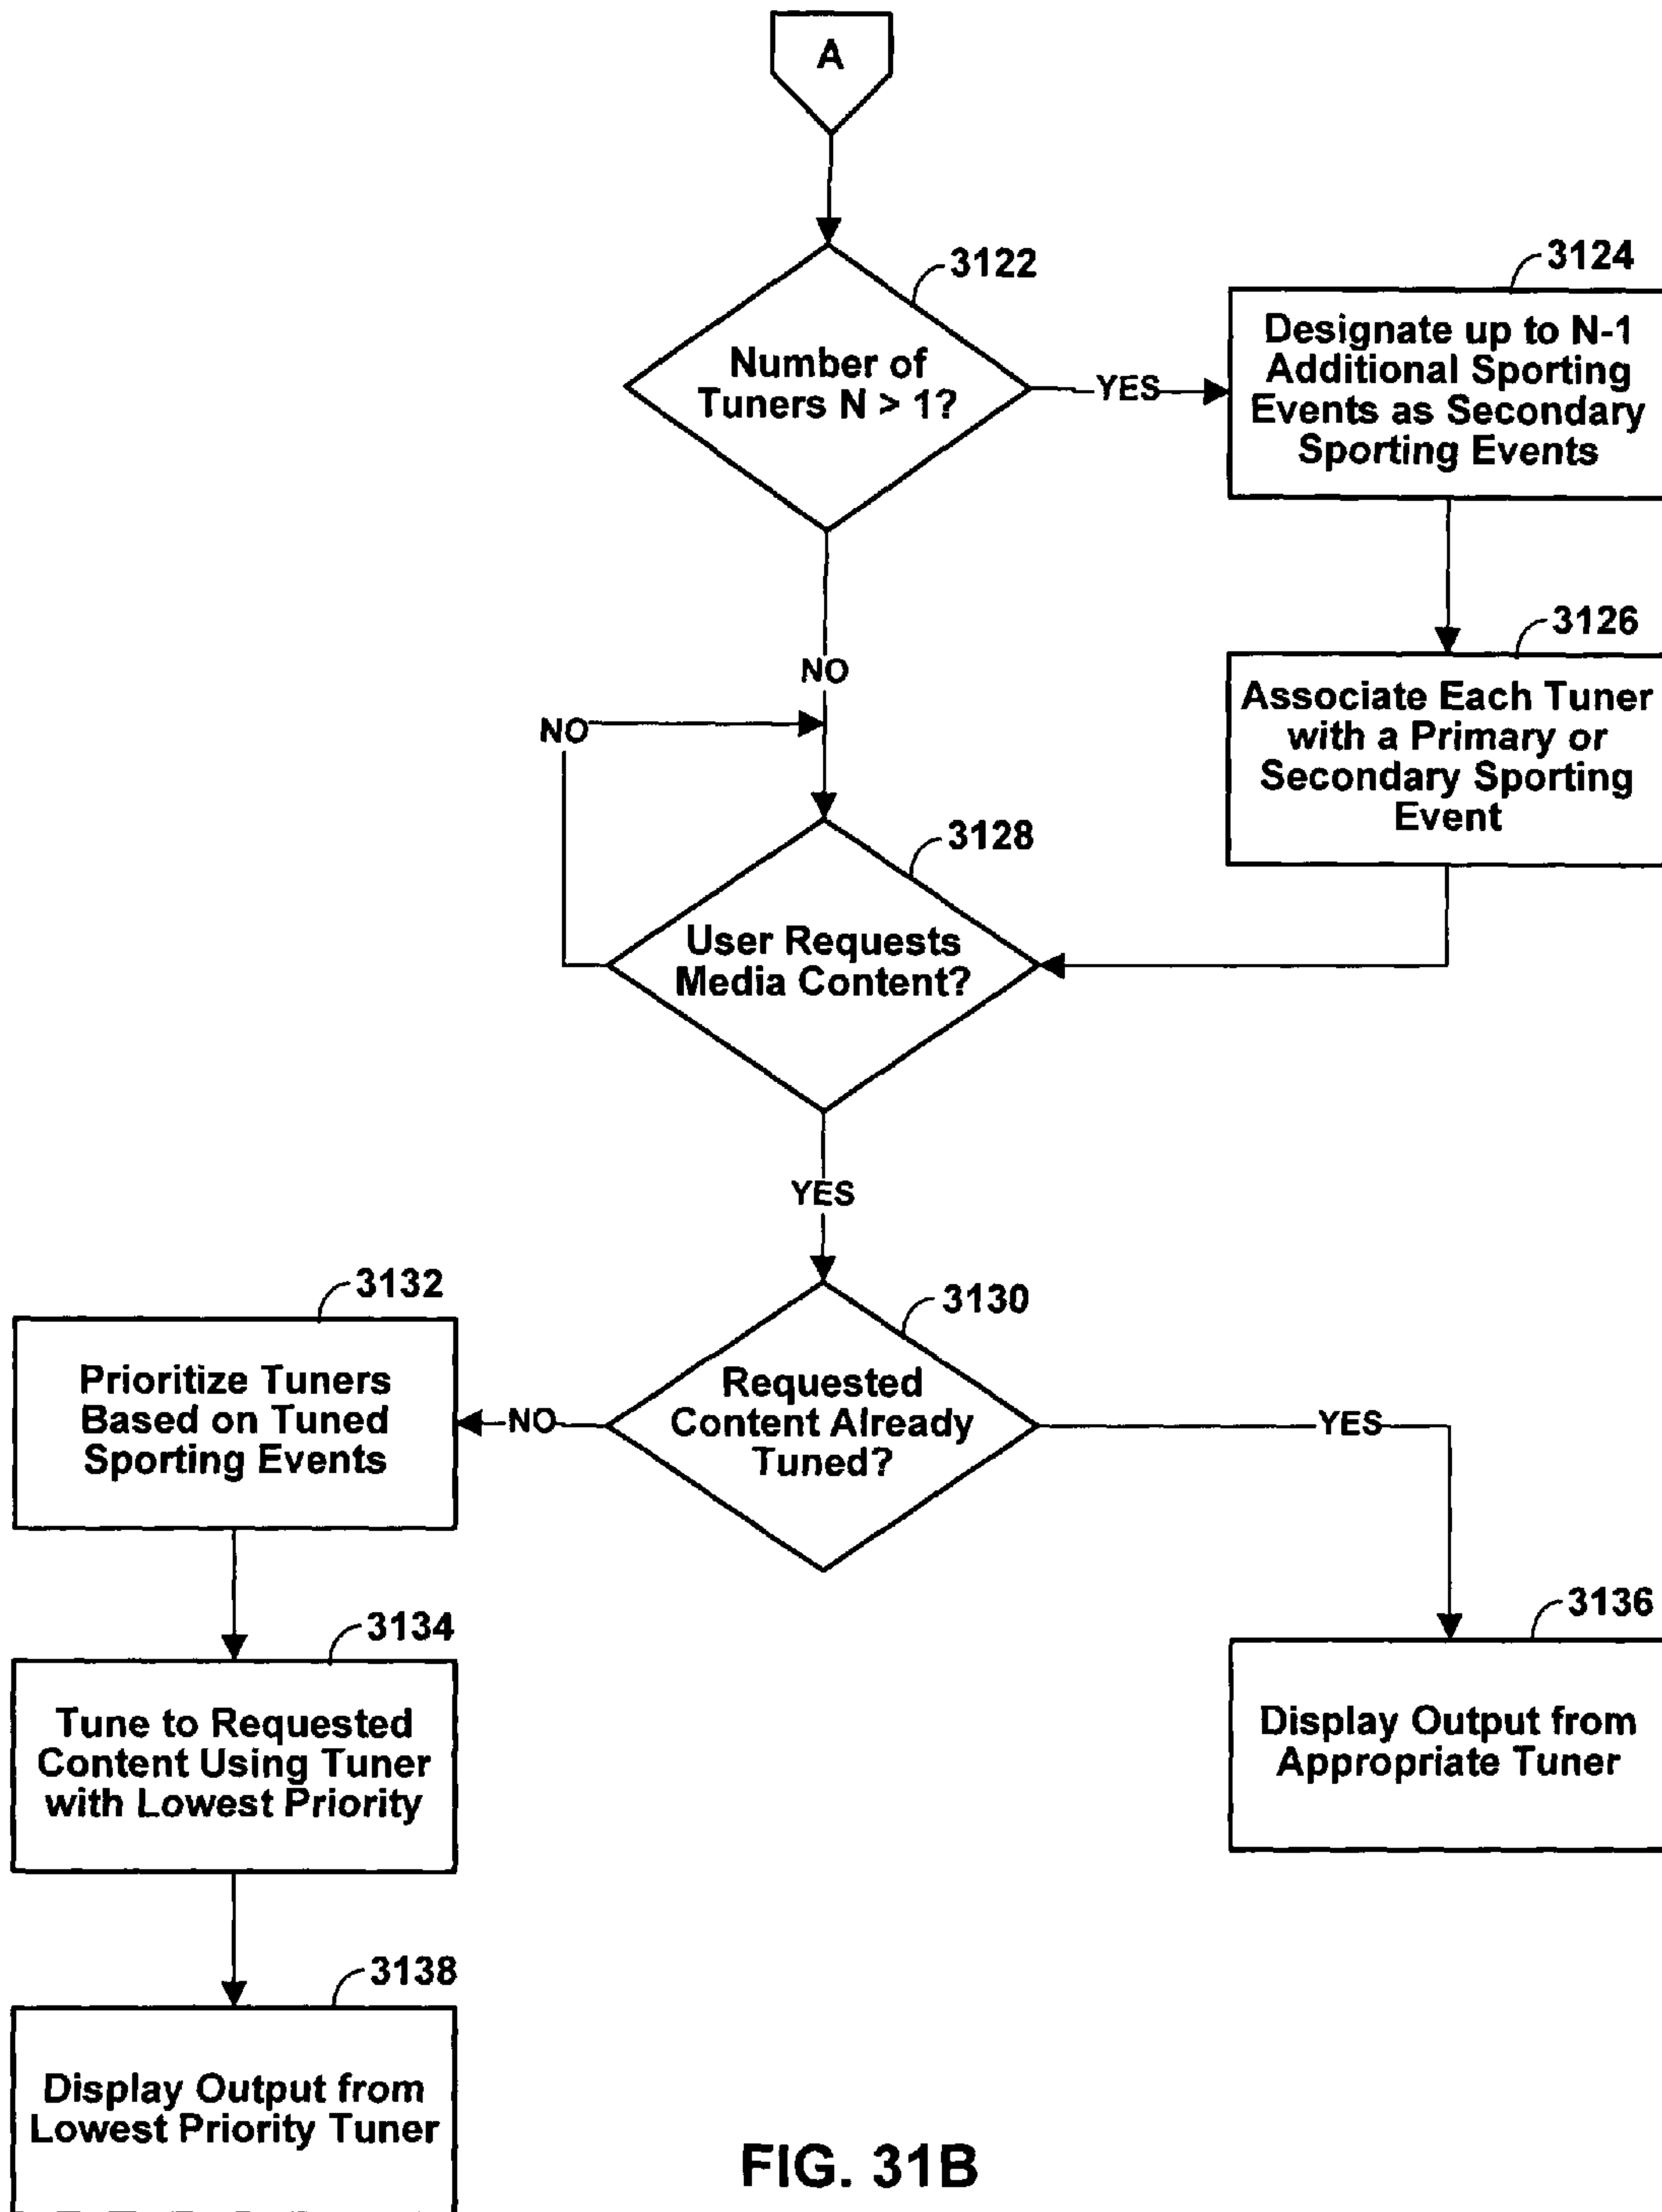 A
3122
Number of
Tuners N > 1?
YES
3124
Designate up to N-1
Additional Sporting
Events as Secondary
Sporting Events
3126
Associate Each Tuner
with a Primary or
Secondary Sporting
Event
NO
NO
3128
User Requests
Media Content?
YES
3130
Requested
Content Already
Tuned?
NO
YES
3132
Prioritize Tuners
Based on Tuned
Sporting Events
3134
Tune to Requested
Content Using Tuner
with Lowest Priority
3136
Display Output from
Appropriate Tuner
3138
Display Output from
Lowest Priority Tuner
FIG. 31B